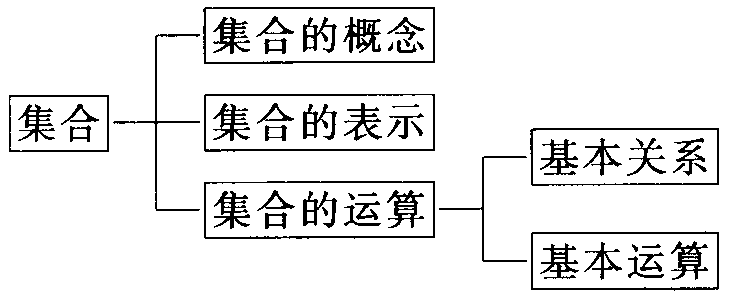 集合
集合的概念
集合的表示
集合的运算
基本关系
基本运算